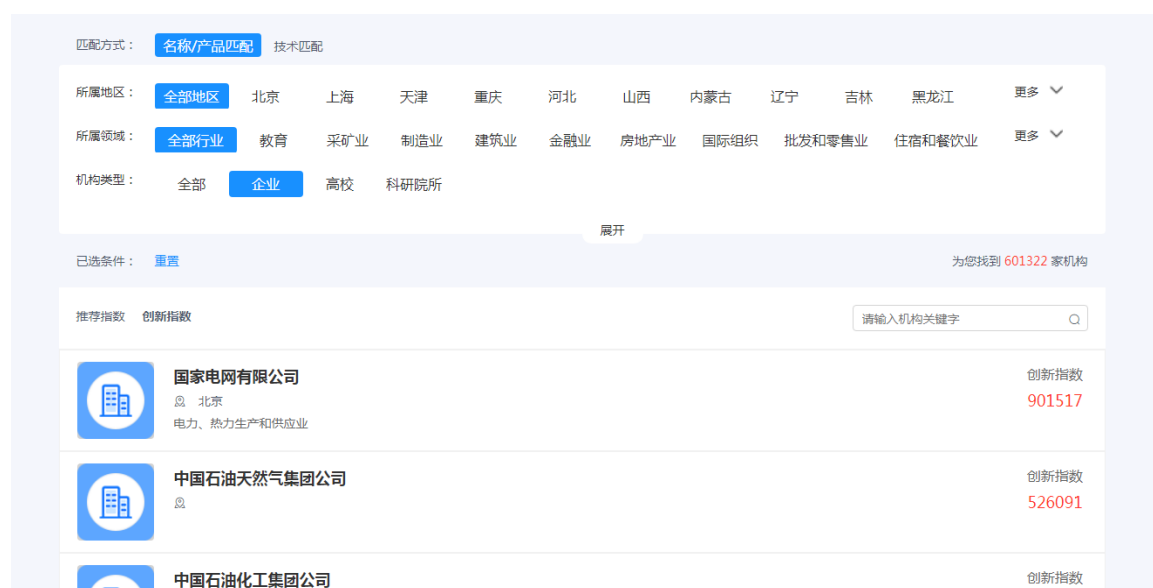 匹配方式： 名称/产品匹配 技术匹配
所属地区： 全部地区 北京 上海 天津 重庆 河北 山西 内蒙古 辽宁 吉林 黑龙江 更多
所属领域： 全部行业 教育 采矿业 制造业 建筑业 金融业 房地产业 国际组织 批发和零售业 住宿和餐饮业 更多
机构类型： 全部 企业 高校 科研院所
展开
已选条件： 重置 为您找到 601322 家机构
推荐指数 创新指数 请输入机构关键字
国家电网有限公司 创新指数
北京 901517
电力、热力生产和供应业
中国石油天然气集团公司 创新指数
526091
中国石油化工集团公司 创新指数